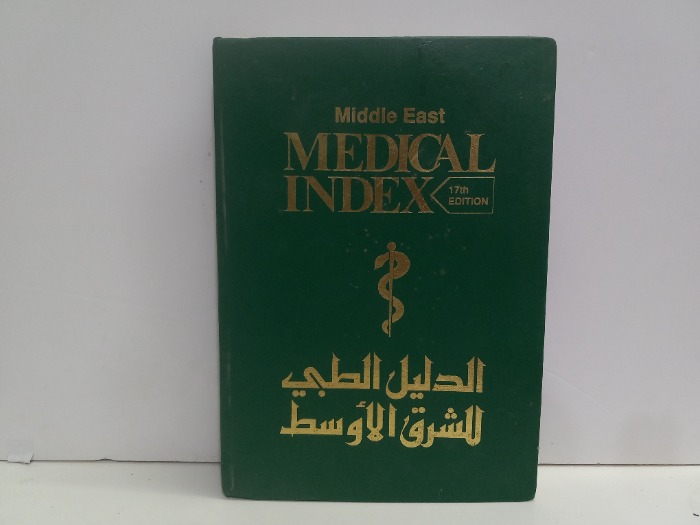 Middle East
MEDICAL
INDEX
17th
EDITION
الدليل الطبي
للشرق الأوسط